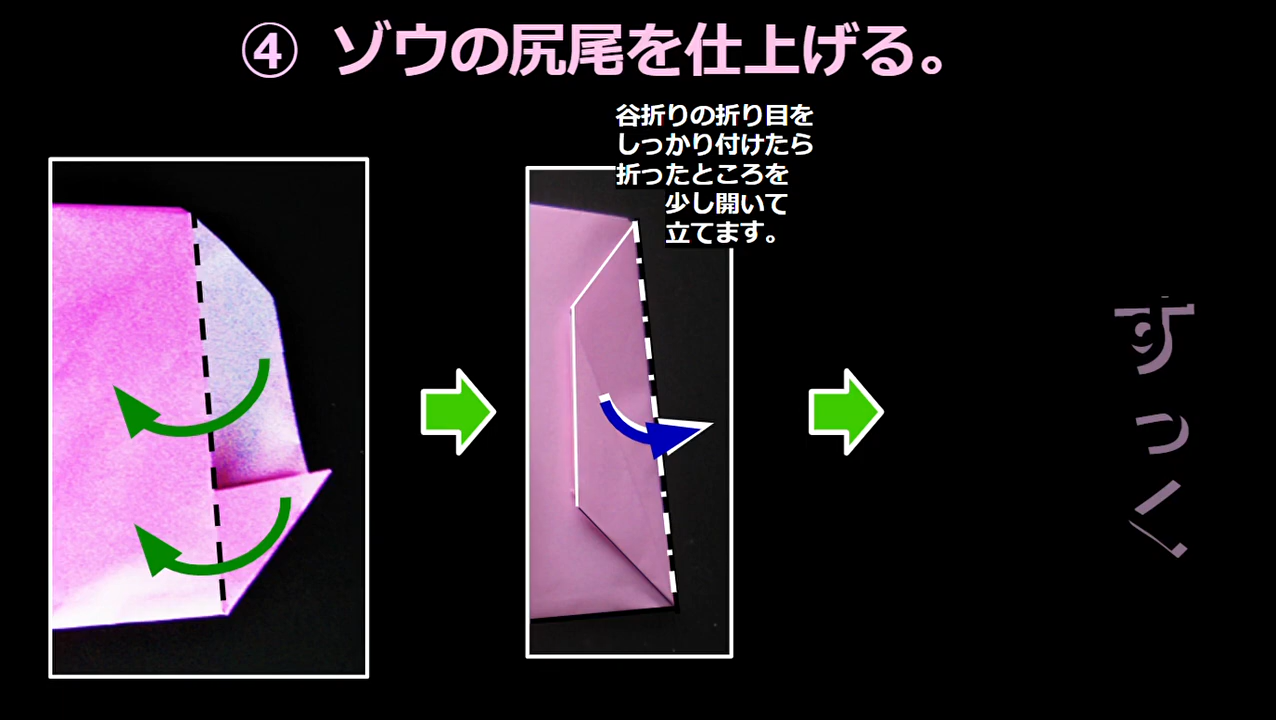 ④ ゾウの尻尾を仕上げる。
谷折りの折り目を
しっかり付けたら
折ったところを
少し開いて
立てます。
すっく